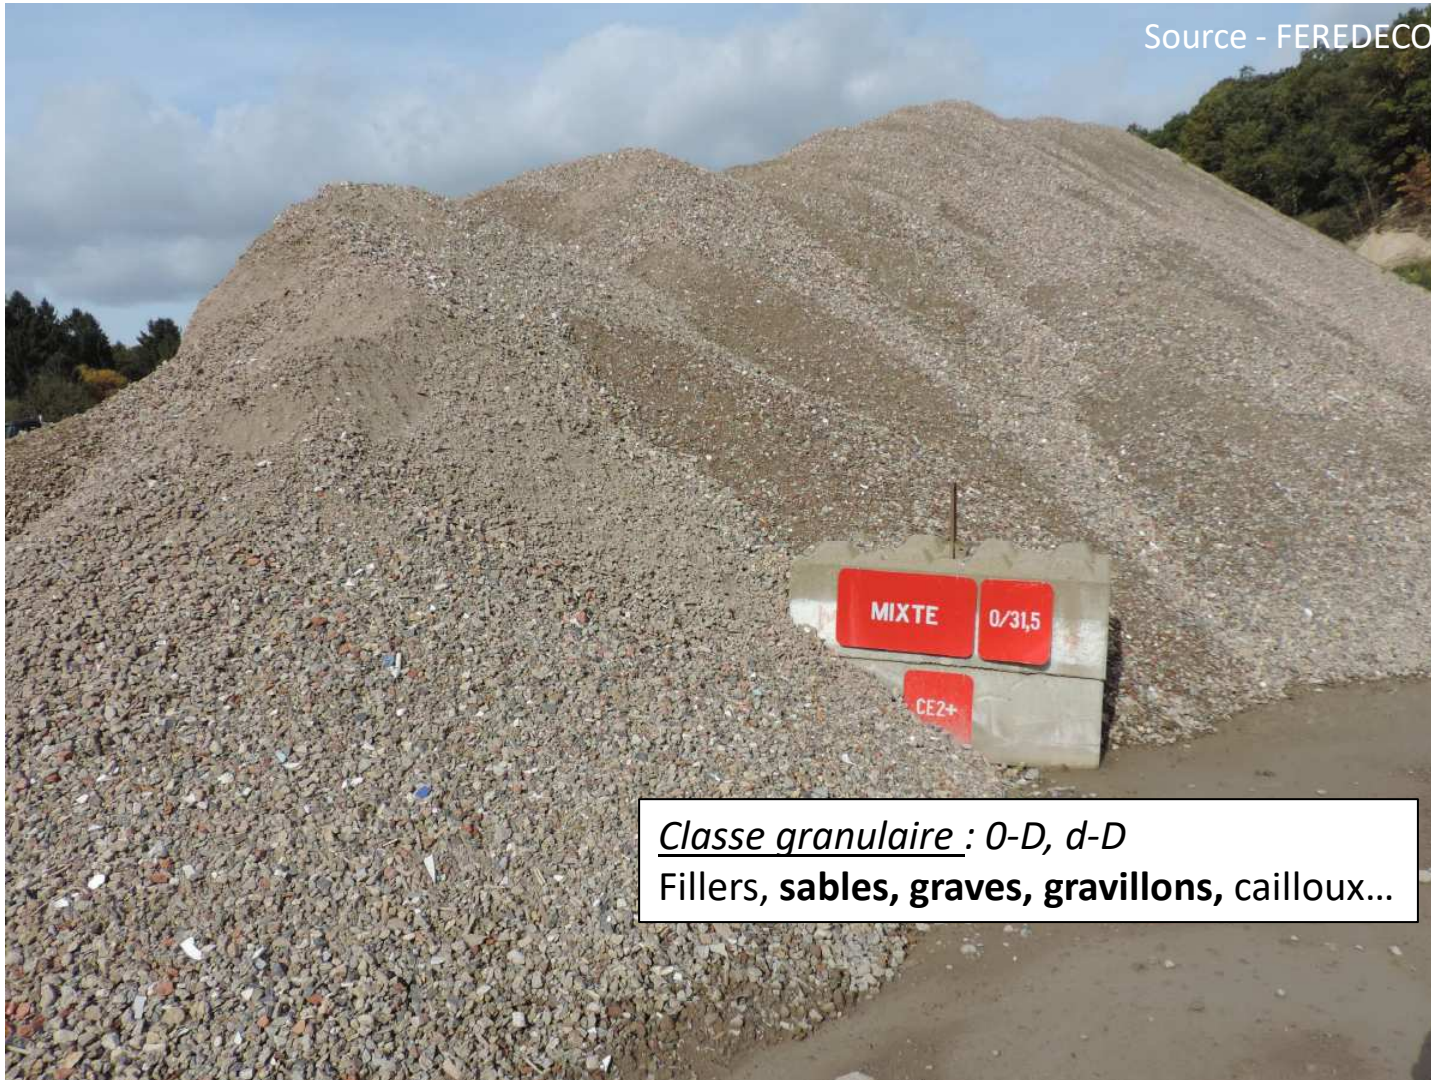 Source - FEREDECO
MIXTE
0/31,5
CE2+
Classe granulaire : 0-D, d-D
Fillers, sables, graves, gravillons, cailloux...